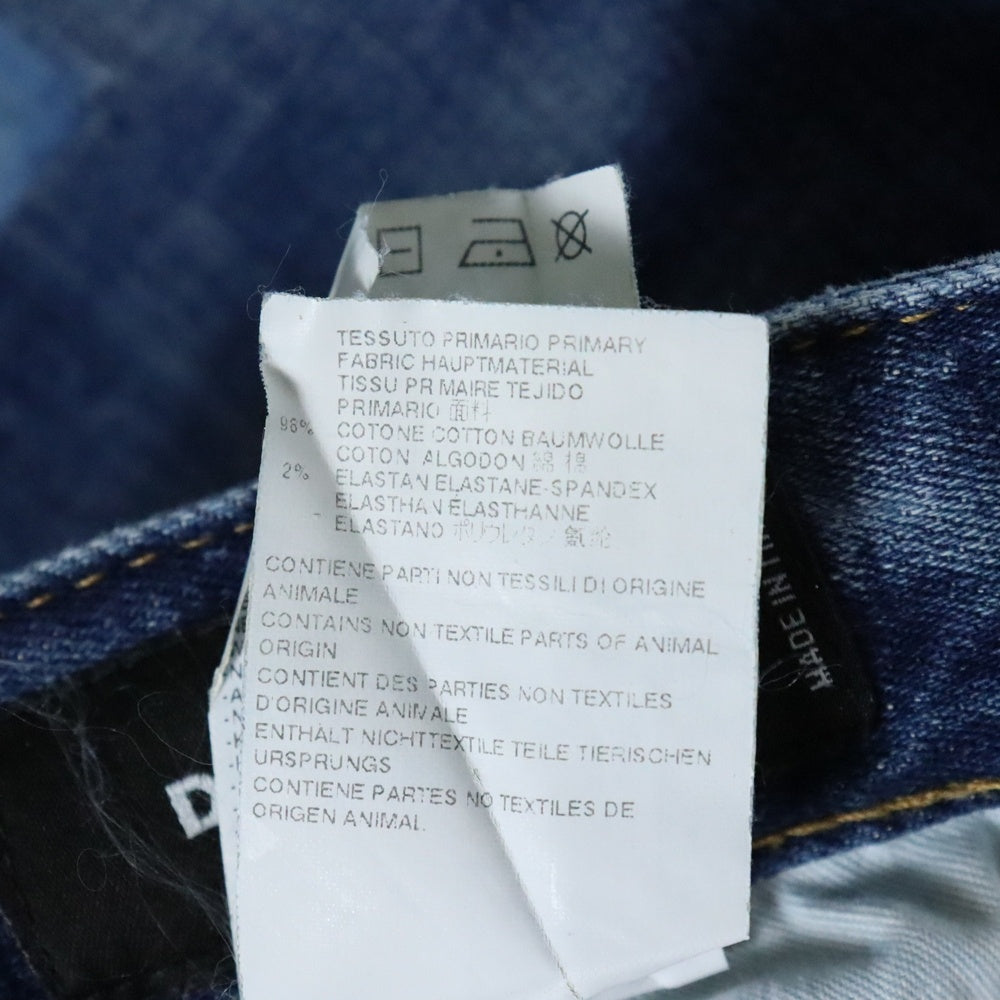 TESSUTO PRIMARIO PRIMARY
FABRIC HAUPTMATERIAL
TISSU PR MAIRE TEJIDO
PRIMARIO 面料
98% COTONE COTTON BAUMWOLLE
COTON ALGODON 綿 棉
2% ELASTAN ELASTANE-SPANDEX
ELASTHAN ÉLASTHANNE
ELASTANO ポリウレタン 氨纶
CONTIENE PARTI NON TESSILI DI ORIGINE
ANIMALE
CONTAINS NON TEXTILE PARTS OF ANIMAL
ORIGIN
CONTIENT DES PARTIES NON TEXTILES
D'ORIGINE ANIMALE
ENTHÄLT NICHTTEXTILE TEILE TIERISCHEN
URSPRUNGS
CONTIENE PARTES NO TEXTILES DE
ORIGEN ANIMAL
D
MADE IN